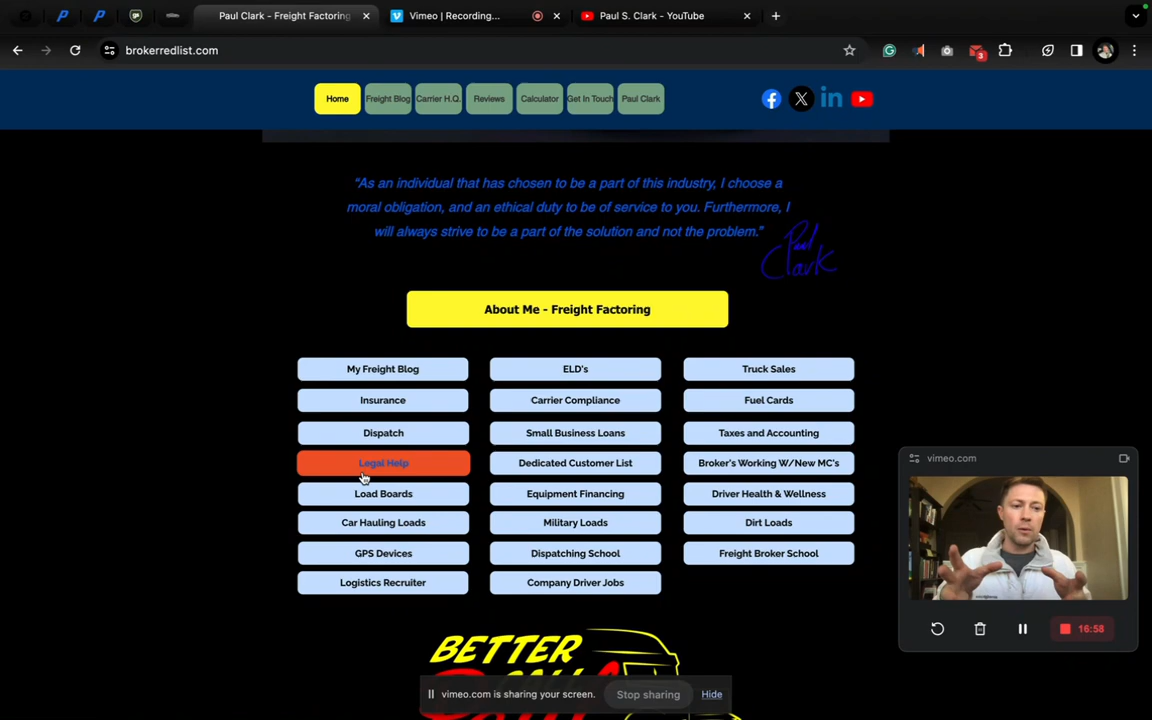 Paul Clark - Freight Factoring
Vimeo | Recording...
Paul S. Clark - YouTube
brokerredlist.com
3
Home
Freight Blog
Carrier H.Q.
Reviews
Calculator
Get In Touch
Paul Clark
“As an individual that has chosen to be a part of this industry, I choose a
moral obligation, and an ethical duty to be of service to you. Furthermore, I
will always strive to be a part of the solution and not the problem.”
Paul
Clark
About Me - Freight Factoring
My Freight Blog
ELD's
Truck Sales
Insurance
Carrier Compliance
Fuel Cards
Dispatch
Small Business Loans
Taxes and Accounting
Legal Help
Dedicated Customer List
Broker's Working W/New MC's
Load Boards
Equipment Financing
Driver Health & Wellness
Car Hauling Loads
Military Loads
Dirt Loads
GPS Devices
Dispatching School
Freight Broker School
Logistics Recruiter
Company Driver Jobs
vimeo.com
16:58
BETTER
vimeo.com is sharing your screen.
Stop sharing
Hide